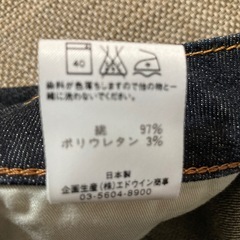 40
染料が色落ちしますので他の物と一
緒に洗わないでください。
綿 97%
ポリウレタン 3%
日本製
企画生産(株)エドウイン商事
03-5604-8900